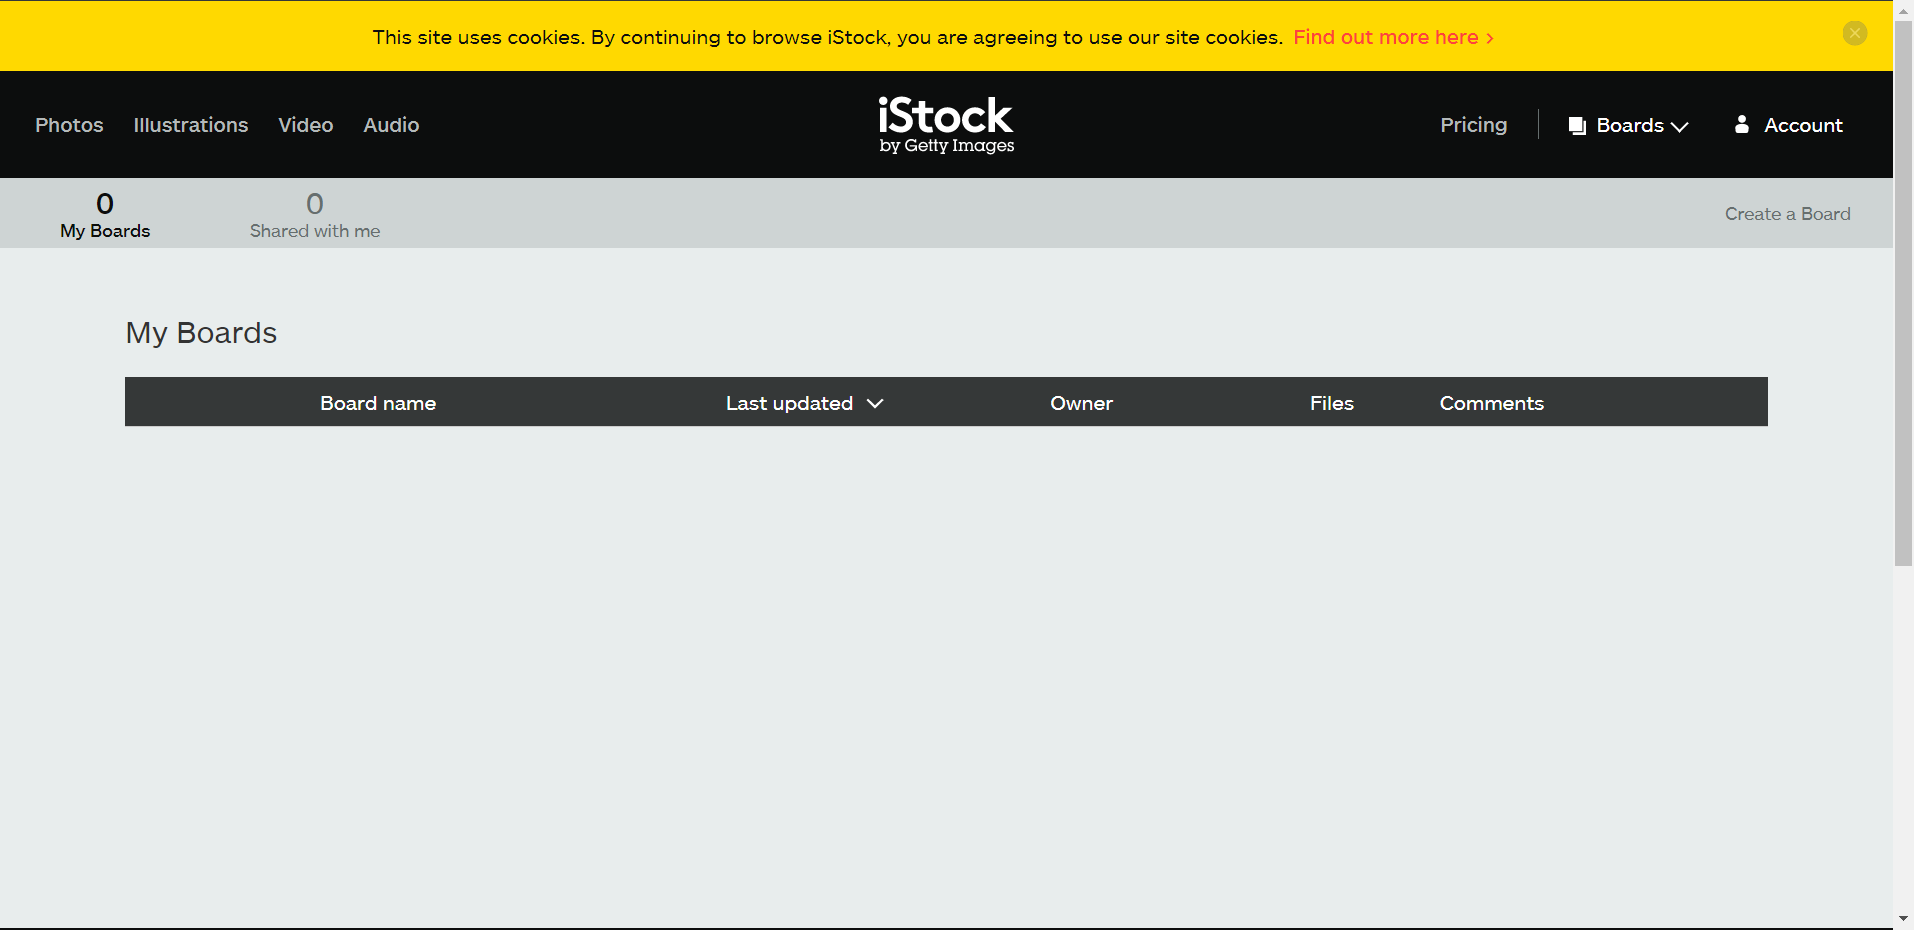 This site uses cookies. By continuing to browse iStock, you are agreeing to use our site cookies. Find out more here ›
Photos Illustrations Video Audio
iStock
by Getty Images
Pricing Boards Account
0
My Boards
0
Shared with me
Create a Board
My Boards
Board name Last updated Owner Files Comments